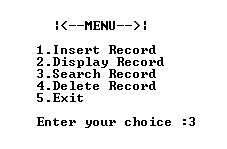 ¦<--MENU-->¦
1.Insert Record
2.Display Record
3.Search Record
4.Delete Record
5.Exit
Enter your choice :3